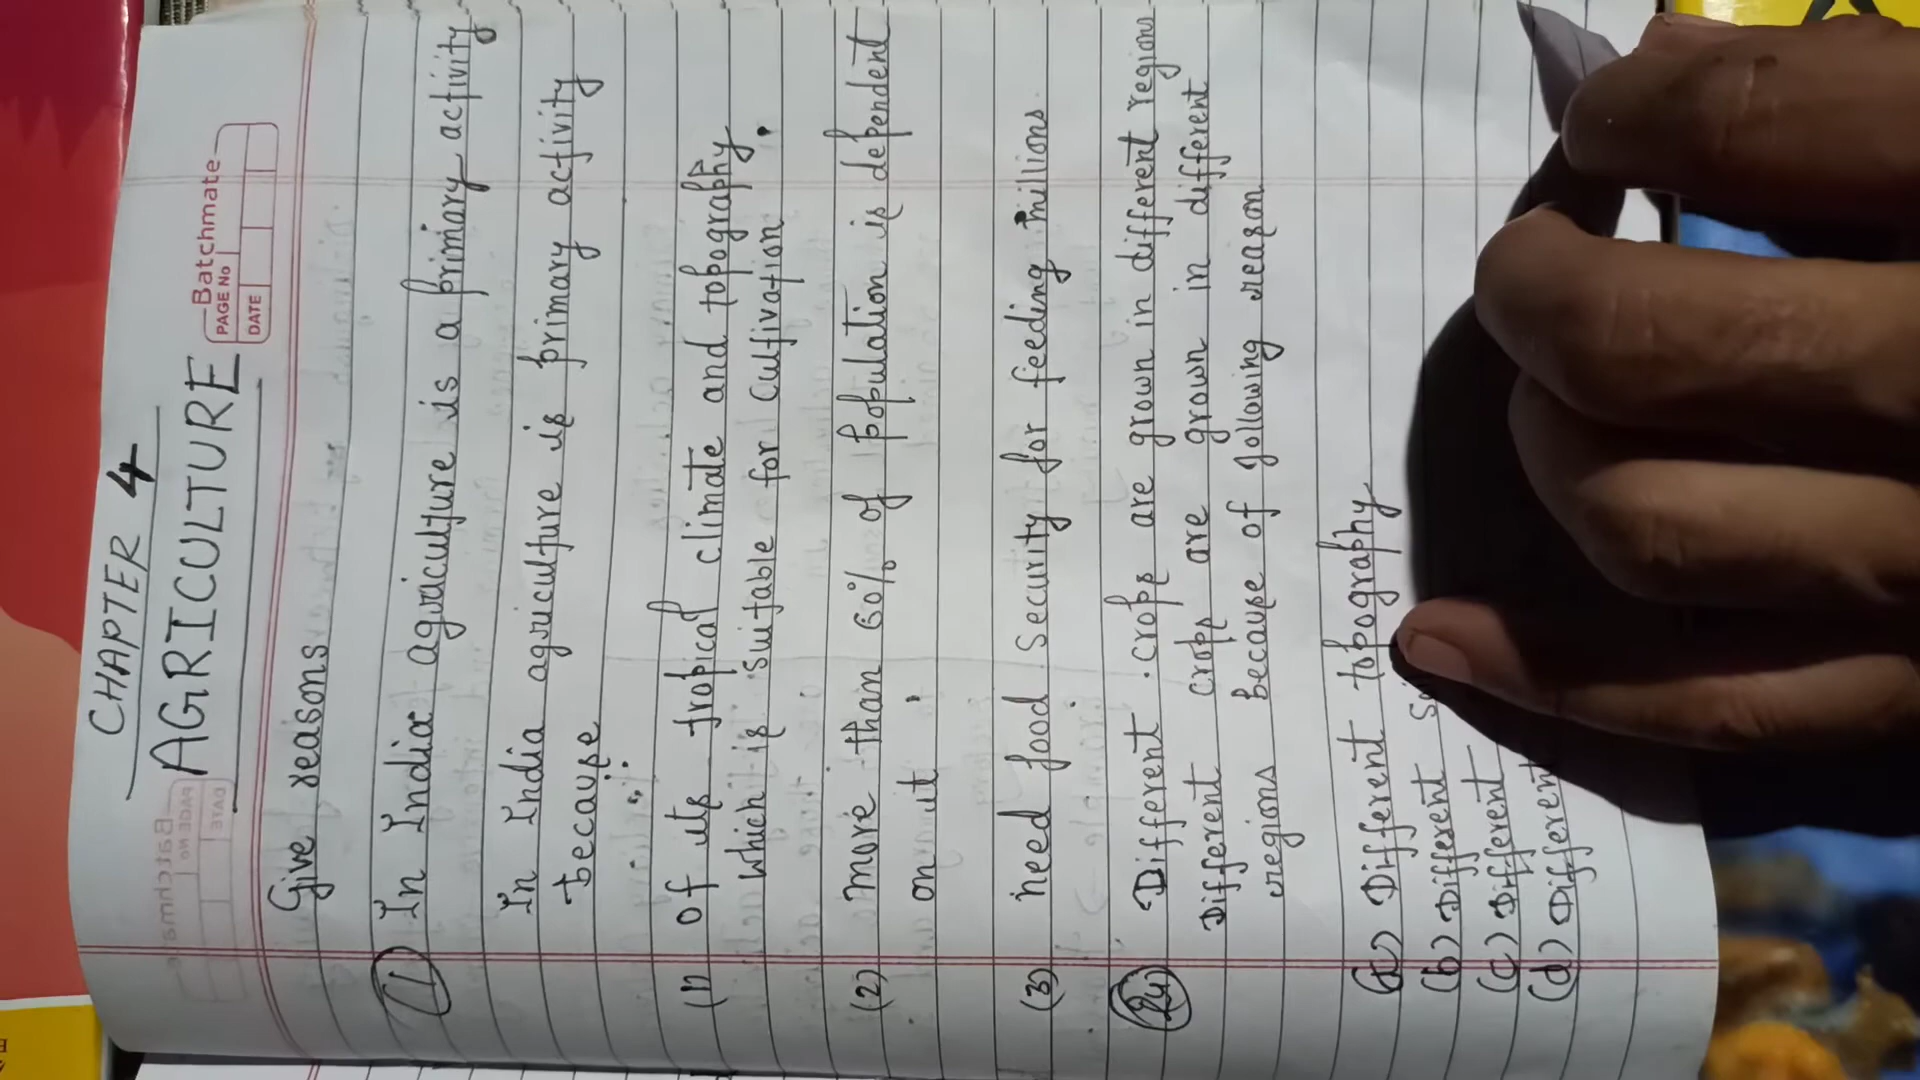 CHAPTER 4
AGRICULTURE
Batchmate
PAGE NO
DATE
Give reasons
(1) In India agriculture is a primary activity
In India agriculture is primary activity
because
(1) of its tropical climate and topography
which is suitable for cultivation.
(2) more than 60% of population is dependent
on it.
(3) need food security for feeding milions.
Different crops are grown in different regions
Different crops are grown in different
regions because of following reason
(a) Different topography
(b) Different
(c) Different
(d) Different